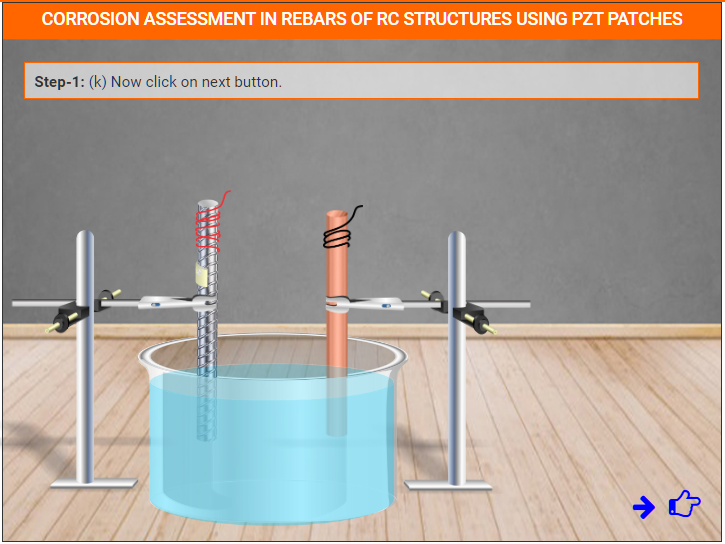 CORROSION ASSESSMENT IN REBARS OF RC STRUCTURES USING PZT PATCHES
Step-1: (k) Now click on next button.